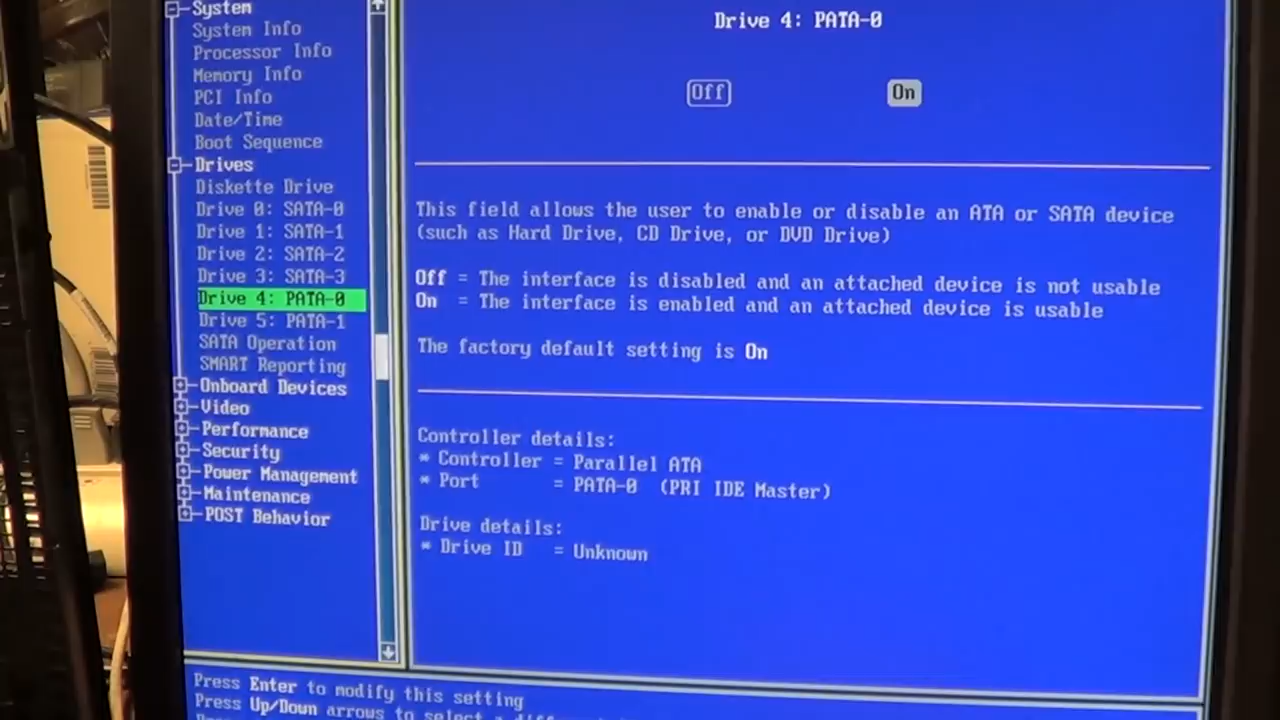 System
System Info
Processor Info
Memory Info
PCI Info
Date/Time
Boot Sequence
Drives
Diskette Drive
Drive 0: SATA-0
Drive 1: SATA-1
Drive 2: SATA-2
Drive 3: SATA-3
Drive 4: PATA-0
Drive 5: PATA-1
SATA Operation
SMART Reporting
Onboard Devices
Video
Performance
Security
Power Management
Maintenance
POST Behavior
Drive 4: PATA-0
Off On
This field allows the user to enable or disable an ATA or SATA device
(such as Hard Drive, CD Drive, or DVD Drive)
Off = The interface is disabled and an attached device is not usable
On = The interface is enabled and an attached device is usable
The factory default setting is On
Controller details:
* Controller = Parallel ATA
* Port = PATA-0 (PRI IDE Master)
Drive details:
* Drive ID = Unknown
Press Enter to modify this setting
Press Up/Down arrows to select a